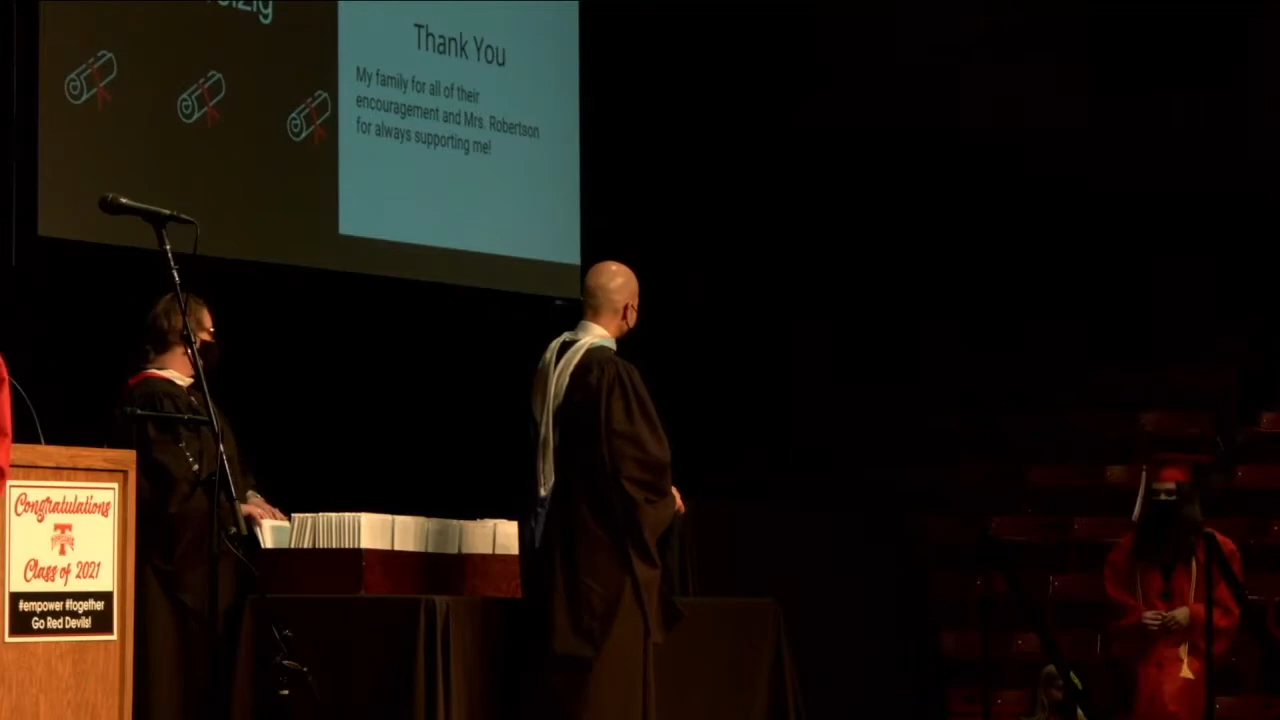 Thank You
My family for all of their
encouragement and Mrs. Robertson
for always supporting me!
Congratulations
T
Class of 2021
#empower #together
Go Red Devils!